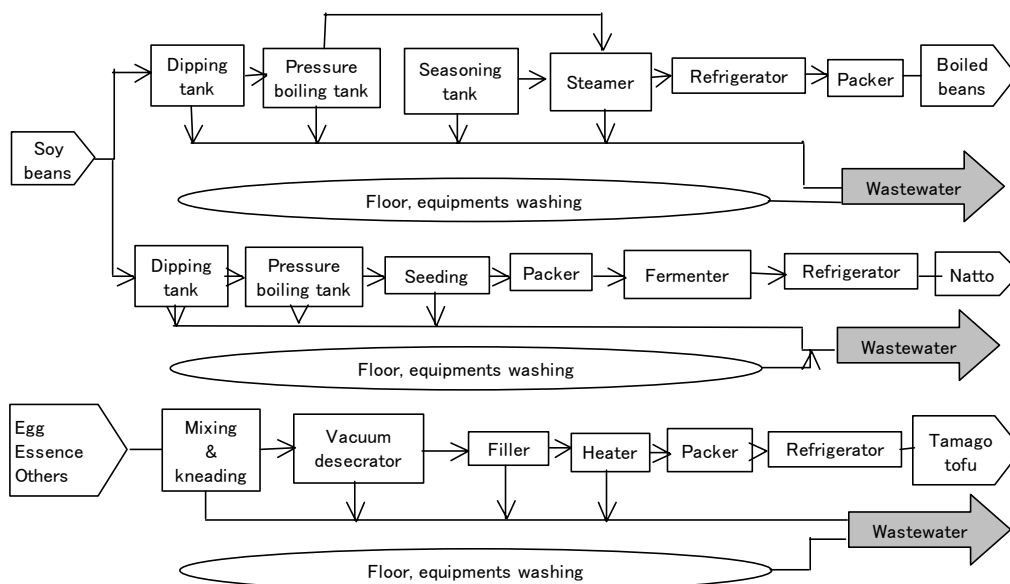 Dipping
tank
Pressure
boiling tank
Seasoning
tank
Steamer
Refrigerator
Packer
Boiled
beans
Soy
beans
Wastewater
Floor, equipments washing
Dipping
tank
Pressure
boiling tank
Seeding
Packer
Fermenter
Refrigerator
Natto
Wastewater
Floor, equipments washing
Egg
Essence
Others
Mixing
&
kneading
Vacuum
desecrator
Filler
Heater
Packer
Refrigerator
Tamago
tofu
Wastewater
Floor, equipments washing